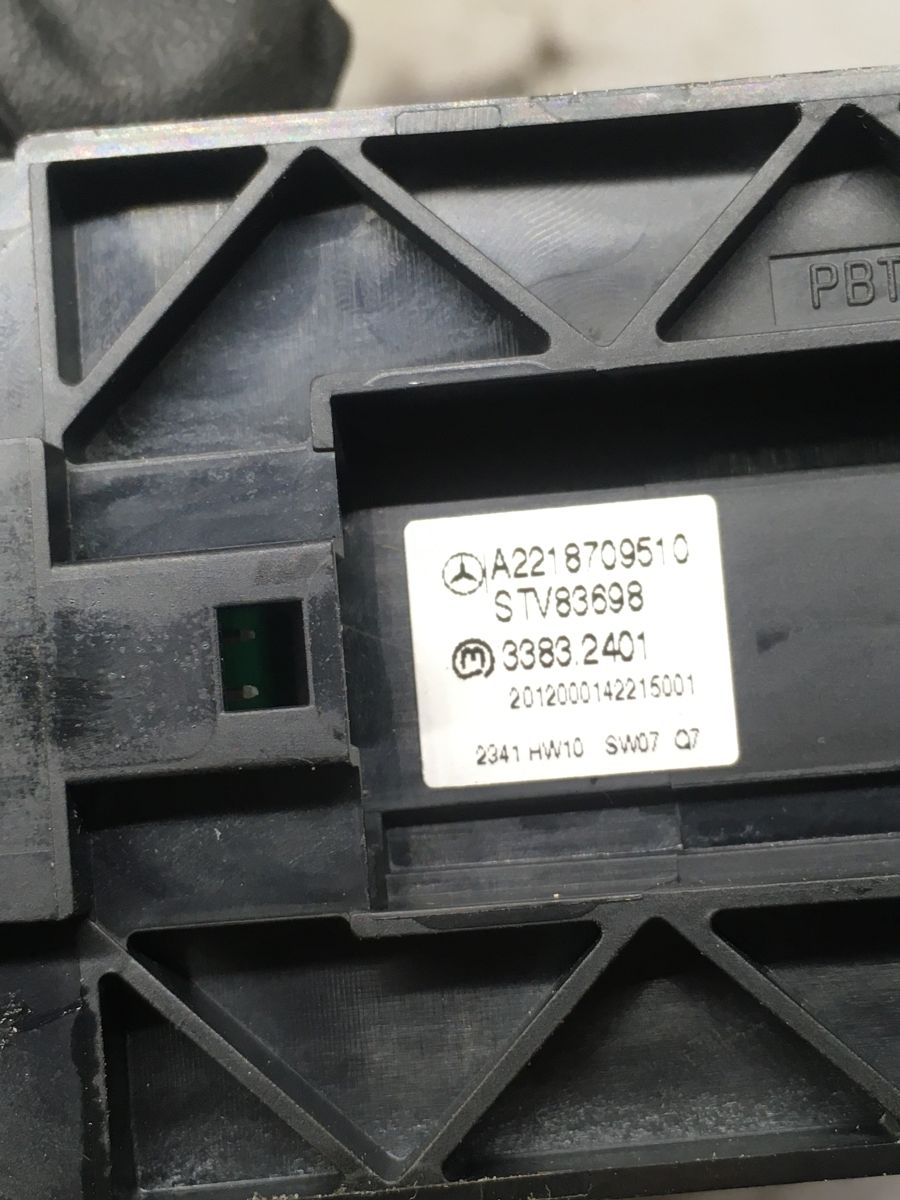 PBT
A2218709510
STV83698
m 3383.2401
2012000142215001
2341 HW10 SW07 Q7